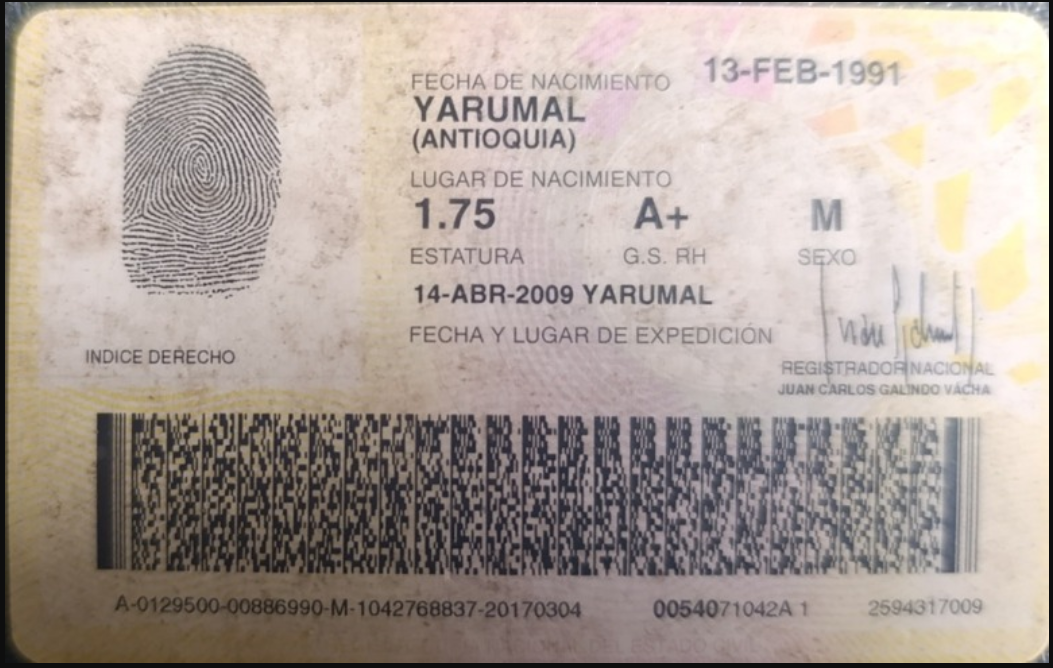 FECHA DE NACIMIENTO 13-FEB-1991
YARUMAL
(ANTIOQUIA)
LUGAR DE NACIMIENTO
1.75 A+ M
ESTATURA G.S. RH SEXO
14-ABR-2009 YARUMAL
FECHA Y LUGAR DE EXPEDICIÓN
INDICE DERECHO
REGISTRADOR NACIONAL
JUAN CARLOS GALINDO VÁCHA
A-0129500-00886990-M-1042768837-20170304 0054071042A 1 2594317009